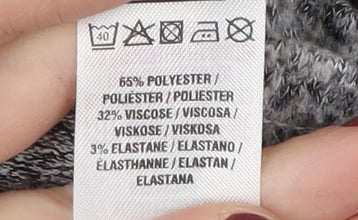 40
65% POLYESTER /
POLIÉSTER / POLIESTER
32% VISCOSE / VISCOSA /
VISKOSE / VISKOSA
3% ELASTANE / ELASTANO /
ÉLASTHANNE / ELASTAN /
ELASTANA